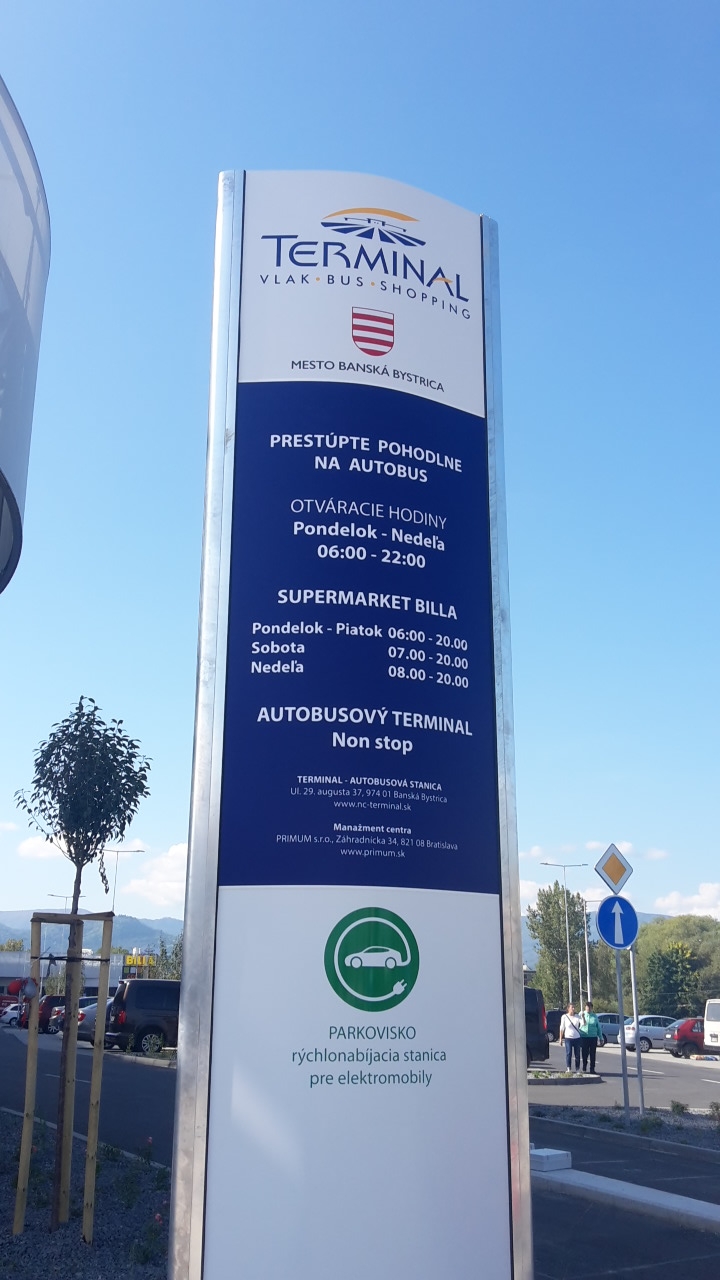 TERMINAL
VLAK • BUS • SHOPPING
MESTO BANSKÁ BYSTRICA
PRESTÚPTE POHODLNE
NA AUTOBUS
OTVÁRACIE HODINY
Pondelok - Nedeľa
06:00 - 22:00
SUPERMARKET BILLA
Pondelok - Piatok 06:00 - 20.00
Sobota 07.00 - 20.00
Nedeľa 08.00 - 20.00
AUTOBUSOVÝ TERMINAL
Non stop
TERMINAL - AUTOBUSOVÁ STANICA
Ul. 29. augusta 37, 974 01 Banská Bystrica
www.nc-terminal.sk
Manažment centra
PRIMUM s.r.o., Záhradnícka 34, 821 08 Bratislava
www.primum.sk
PARKOVISKO
rýchlonabíjacia stanica
pre elektromobily
BILLA